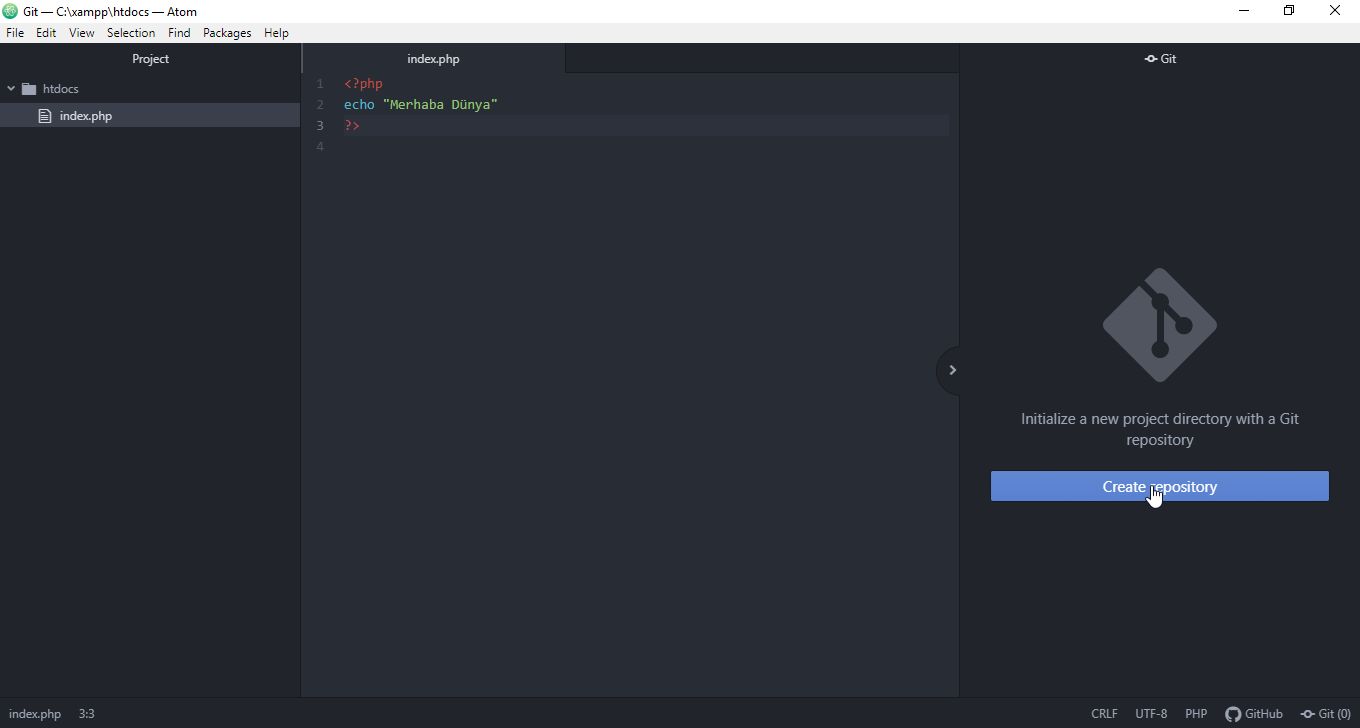 Git — C:\xampp\htdocs — Atom
File Edit View Selection Find Packages Help
Project
htdocs
index.php
index.php
1 <?php
2 echo "Merhaba Dünya"
3 ?>
4
Git
Initialize a new project directory with a Git
repository
Create repository
index.php 3:3
CRLF UTF-8 PHP GitHub Git (0)